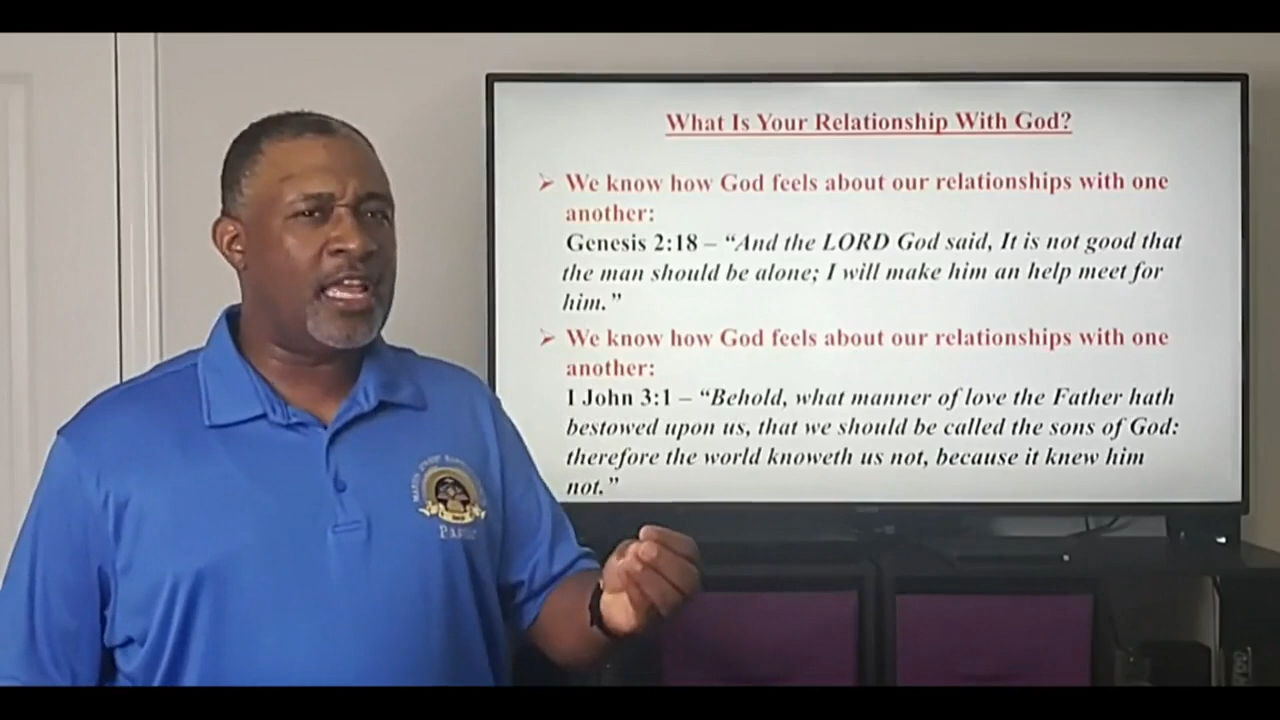 What Is Your Relationship With God?
➢ We know how God feels about our relationships with one
another:
Genesis 2:18 – “And the LORD God said, It is not good that
the man should be alone; I will make him an help meet for
him.”
➢ We know how God feels about our relationships with one
another:
I John 3:1 – “Behold, what manner of love the Father hath
bestowed upon us, that we should be called the sons of God:
therefore the world knoweth us not, because it knew him
not.”